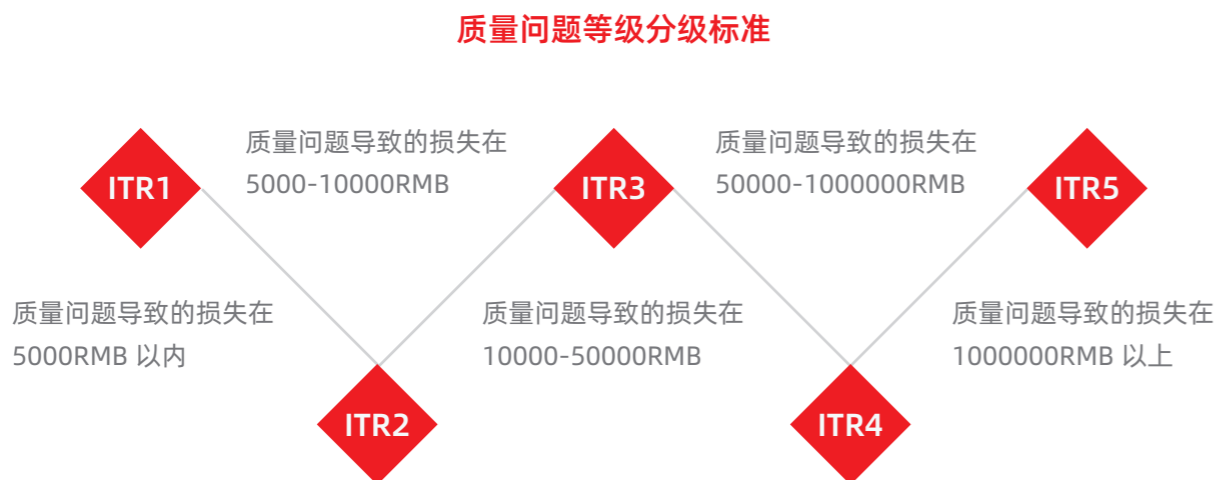 质量问题等级分级标准
ITR1
质量问题导致的损失在
5000RMB 以内
质量问题导致的损失在
5000-10000RMB
ITR2
ITR3
质量问题导致的损失在
10000-50000RMB
质量问题导致的损失在
50000-1000000RMB
ITR4
ITR5
质量问题导致的损失在
1000000RMB 以上